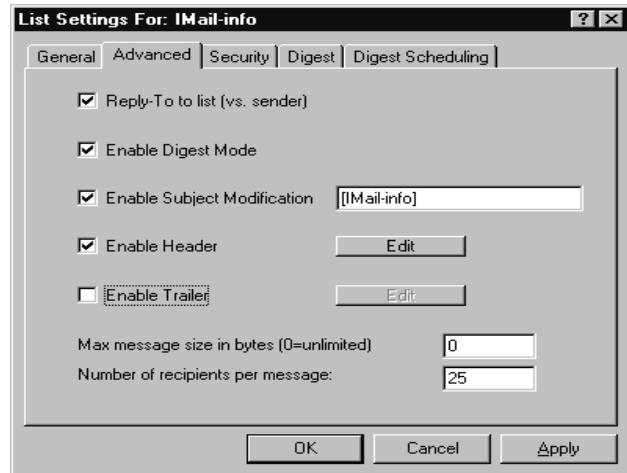 List Settings For: IMail-info
General Advanced Security Digest Digest Scheduling
Reply-To to list (vs. sender)
Enable Digest Mode
Enable Subject Modification [IMail-info]
Enable Header Edit
Enable Trailer Edit
Max message size in bytes (0=unlimited) 0
Number of recipients per message: 25
OK Cancel Apply